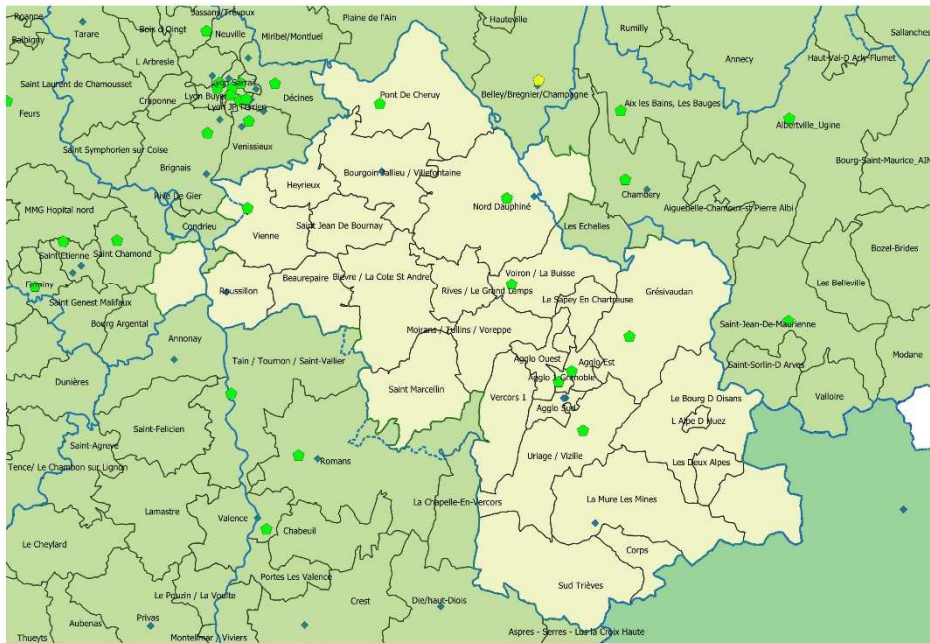 Jassans/Trévoux
Roanne
Tarare
Bois d Oingt
Neuville
Plaine de l'Ain
Hauteville
Rumilly
Sallanches
Balbigny
Miribel/Montluel
Annecy
L Arbresle
Haut-Val-D Arly-Flumet
Saint Laurent de Chamousset
Craponne
Décines
Belley/Bregnier/Champagne
Pont De Cheruy
Aix les Bains, Les Bauges
Feurs
Albertville_Ugine
Saint Symphorien sur Coise
Venissieux
Bourg-Saint-Maurice_AIM
Brignais
Bourgoin Jallieu / Villefontaine
Heyrieux
Chambery
Rive De Gier
Nord Dauphiné
Aiguebelle-Chamoux-st Pierre Albi
MMG Hopital nord
Condrieu
Saint Jean De Bournay
Les Echelles
Vienne
Saint Etienne
Saint Chamond
Bozel-Brides
Voiron / La Buisse
Beaurepaire
Bièvre / La Cote St Andre
Les Belleville
Firminy
Roussillon
Rives / Le Grand Lemps
Grésivaudan
Saint Genest Malifaux
Le Sapey En Chartreuse
Bourg Argental
Saint-Jean-De-Maurienne
Annonay
Moirans / Tullins / Voreppe
Modane
Tain / Tournon / Saint-Vallier
Agglo Ouest
Agglo Est
Saint-Sorlin-D Arves
Dunières
Agglo 1 Grenoble
Saint Marcellin
Vercors 1
Valloire
Le Bourg D Oisans
Saint-Felicien
Agglo Sud
L Alpe D Huez
Saint-Agreve
Uriage / Vizille
Tence/ Le Chambon sur Lignon
Romans
Les Deux Alpes
La Chapelle-En-Vercors
Lamastre
La Mure Les Mines
Valence
Chabeuil
Le Cheylard
Corps
Portes Les Valence
Sud Trièves
Le Pouzin / La Voulte
Crest
Die/haut-Diois
Aubenas
Privas
Thueyts
Montelimar
Viviers
Aspres - Serres - Lus la Croix Haute